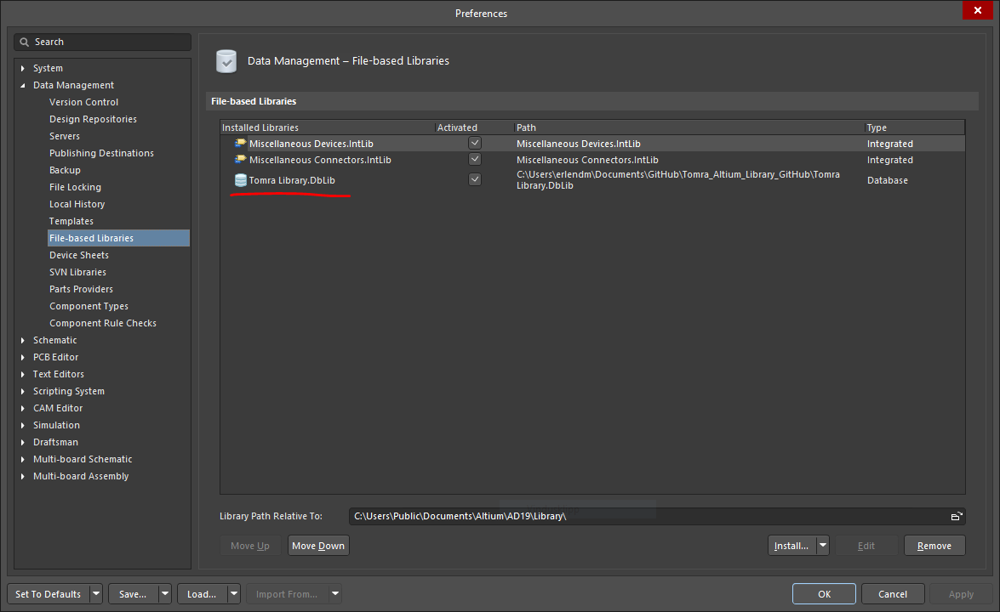 Preferences
Search
System
Data Management
Version Control
Design Repositories
Servers
Publishing Destinations
Backup
File Locking
Local History
Templates
File-based Libraries
Device Sheets
SVN Libraries
Parts Providers
Component Types
Component Rule Checks
Schematic
PCB Editor
Text Editors
Scripting System
CAM Editor
Simulation
Draftsman
Multi-board Schematic
Multi-board Assembly
Data Management – File-based Libraries
File-based Libraries
Installed Libraries Activated Path Type
Miscellaneous Devices.IntLib Miscellaneous Devices.IntLib Integrated
Miscellaneous Connectors.IntLib Miscellaneous Connectors.IntLib Integrated
Tomra Library.DbLib C:\Users\erlendm\Documents\GitHub\Tomra_Altium_Library_GitHub\Tomra
Library.DbLib Database
Library Path Relative To: C:\Users\Public\Documents\Altium\AD19\Library\
Move Up Move Down Install... Edit Remove
Set To Defaults Save... Load... Import From... OK Cancel Apply